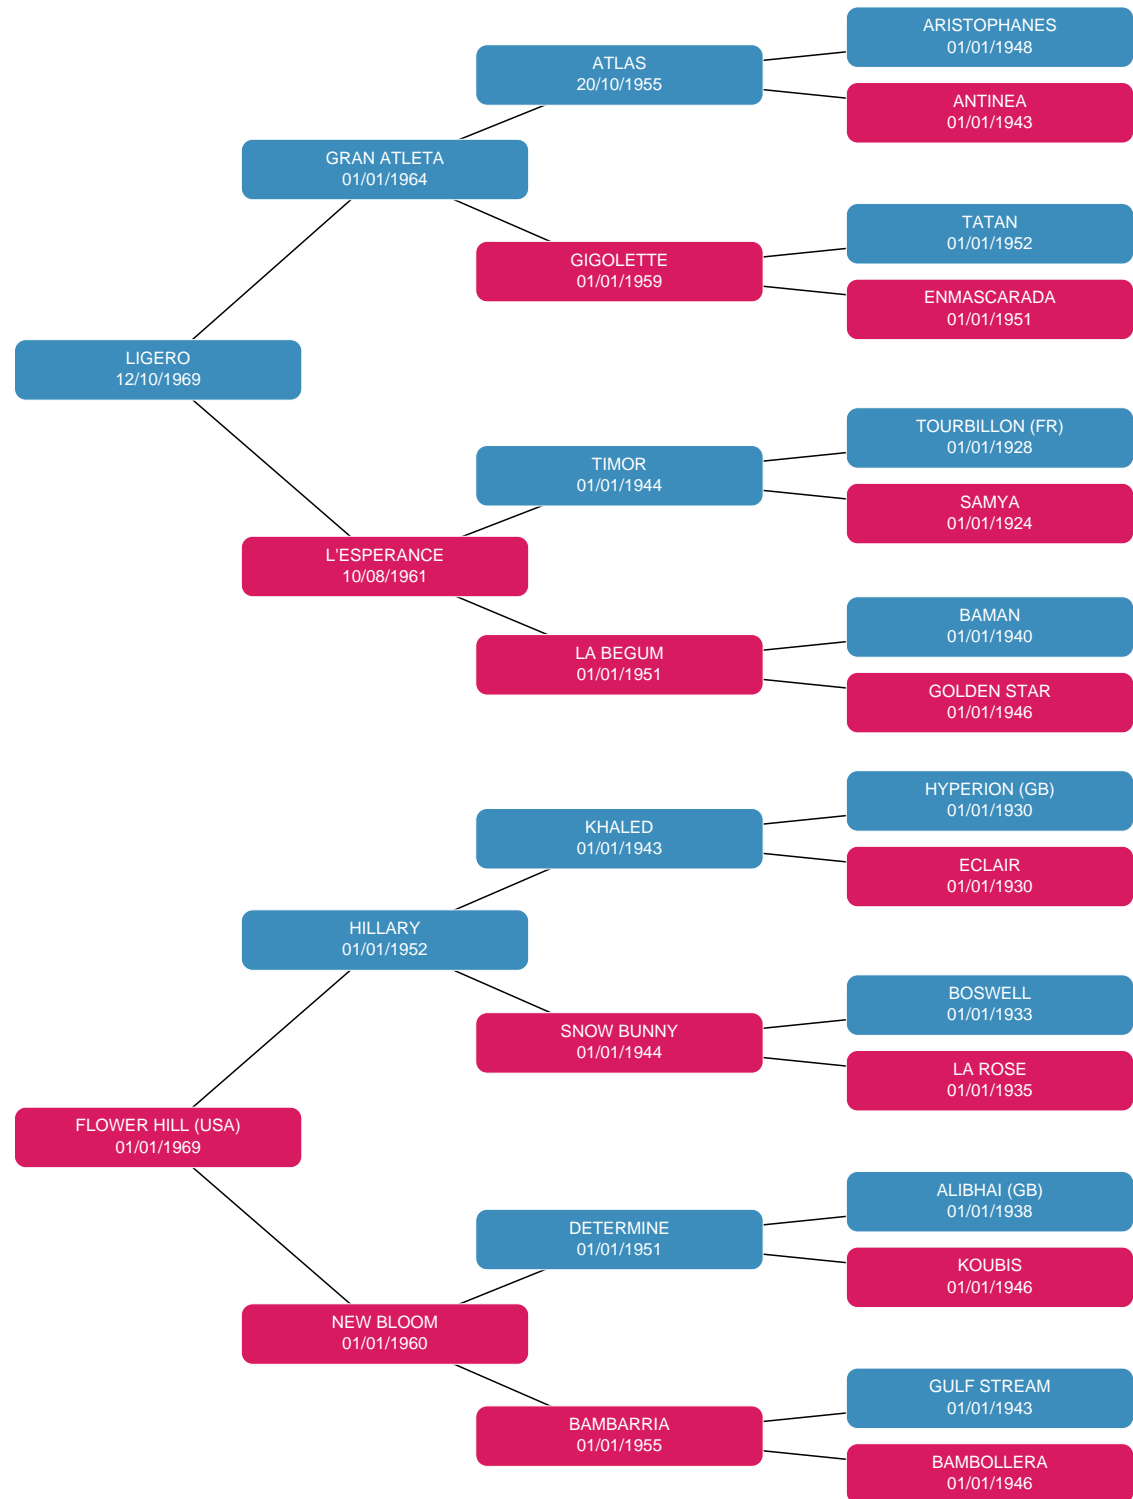 ARISTOPHANES
01/01/1948
ATLAS
20/10/1955
ANTINEA
01/01/1943
GRAN ATLETA
01/01/1964
TATAN
01/01/1952
GIGOLETTE
01/01/1959
ENMASCARADA
01/01/1951
LIGERO
12/10/1969
TOURBILLON (FR)
01/01/1928
TIMOR
01/01/1944
SAMYA
01/01/1924
L'ESPERANCE
10/08/1961
BAMAN
01/01/1940
LA BEGUM
01/01/1951
GOLDEN STAR
01/01/1946
HYPERION (GB)
01/01/1930
KHALED
01/01/1943
ECLAIR
01/01/1930
HILLARY
01/01/1952
BOSWELL
01/01/1933
SNOW BUNNY
01/01/1944
LA ROSE
01/01/1935
FLOWER HILL (USA)
01/01/1969
ALIBHAI (GB)
01/01/1938
DETERMINE
01/01/1951
KOUBIS
01/01/1946
NEW BLOOM
01/01/1960
GULF STREAM
01/01/1943
BAMBARRIA
01/01/1955
BAMBOLLERA
01/01/1946